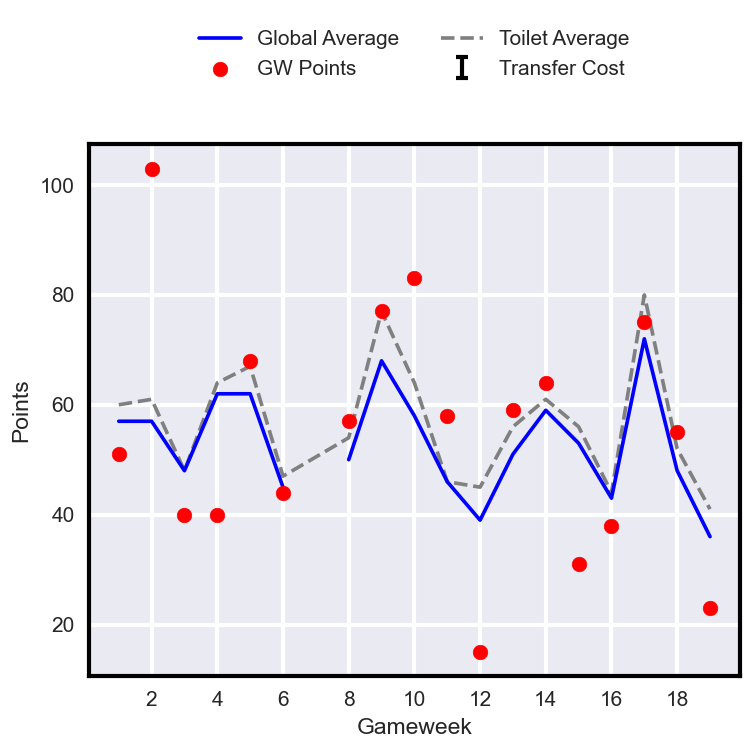 Global Average
Toilet Average
GW Points
Transfer Cost
100
80
60
40
20
Points
2 4 6 8 10 12 14 16 18
Gameweek